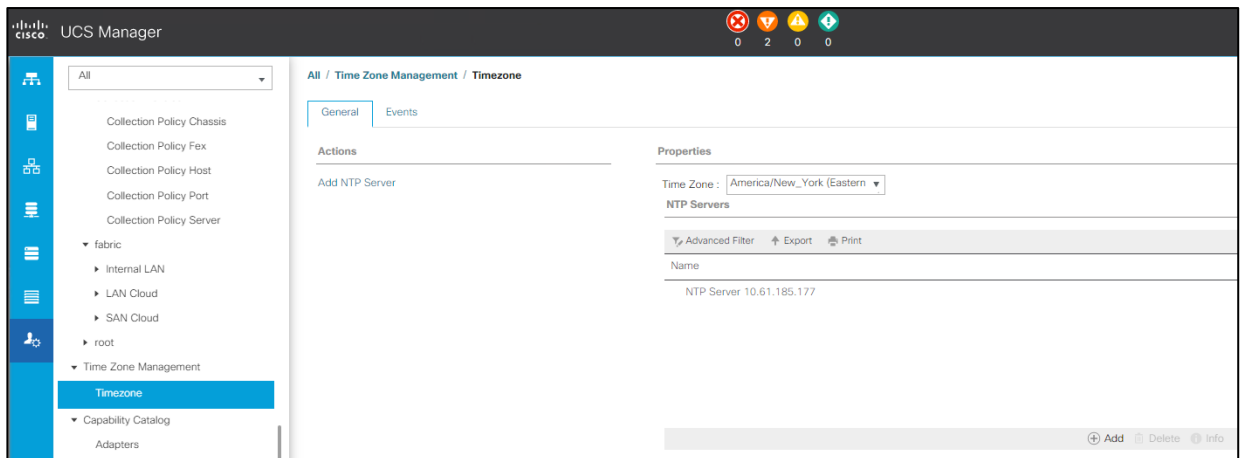 cisco.
UCS Manager
0 2 0 0
All
Collection Policy Chassis
Collection Policy Fex
Collection Policy Host
Collection Policy Port
Collection Policy Server
fabric
Internal LAN
LAN Cloud
SAN Cloud
root
Time Zone Management
Timezone
Capability Catalog
Adapters
All / Time Zone Management / Timezone
General Events
Actions
Add NTP Server
Properties
Time Zone : America/New_York (Eastern
NTP Servers
Advanced Filter Export Print
Name
NTP Server 10.61.185.177
Add Delete Info